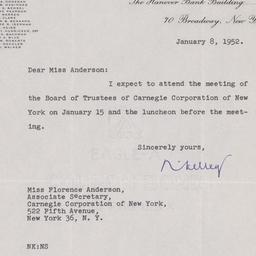 The Hanover Bank Building
70 Broadway, New Y
January 8, 1952.
Dear Miss Anderson:
I expect to attend the meeting of
the Board of Trustees of Carnegie Corporation of New
York on January 15 and the luncheon before the meet-
ing.
Sincerely yours,
Miss Florence Anderson,
Associate Secretary,
Carnegie Corporation of New York,
522 Fifth Avenue,
New York 36, N. Y.
NK:NS